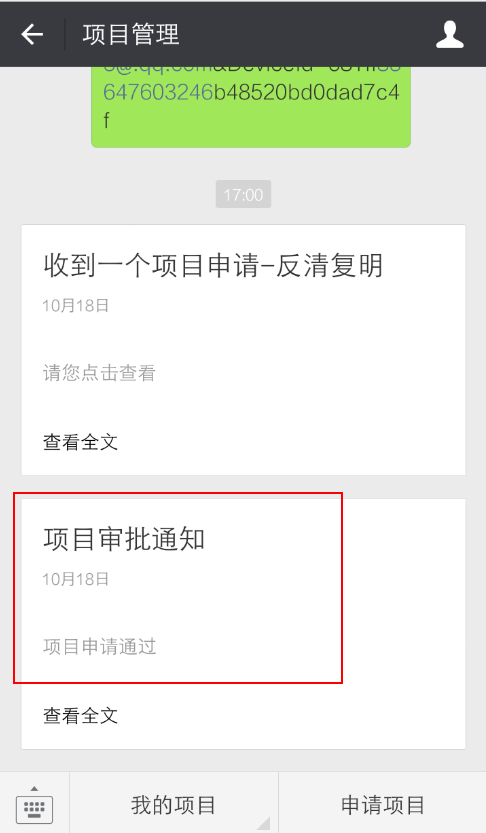 项目管理
647603246b48520bd0dad7c4
f
17:00
收到一个项目申请-反清复明
10月18日
请您点击查看
查看全文
项目审批通知
10月18日
项目申请通过
查看全文
我的项目
申请项目